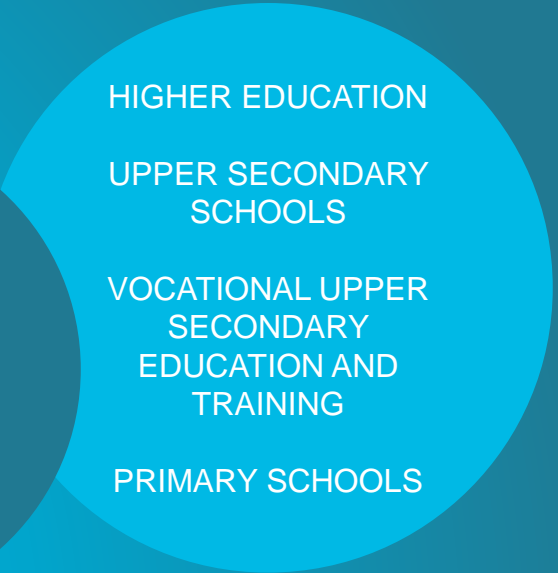 HIGHER EDUCATION
UPPER SECONDARY
SCHOOLS
VOCATIONAL UPPER
SECONDARY
EDUCATION AND
TRAINING
PRIMARY SCHOOLS